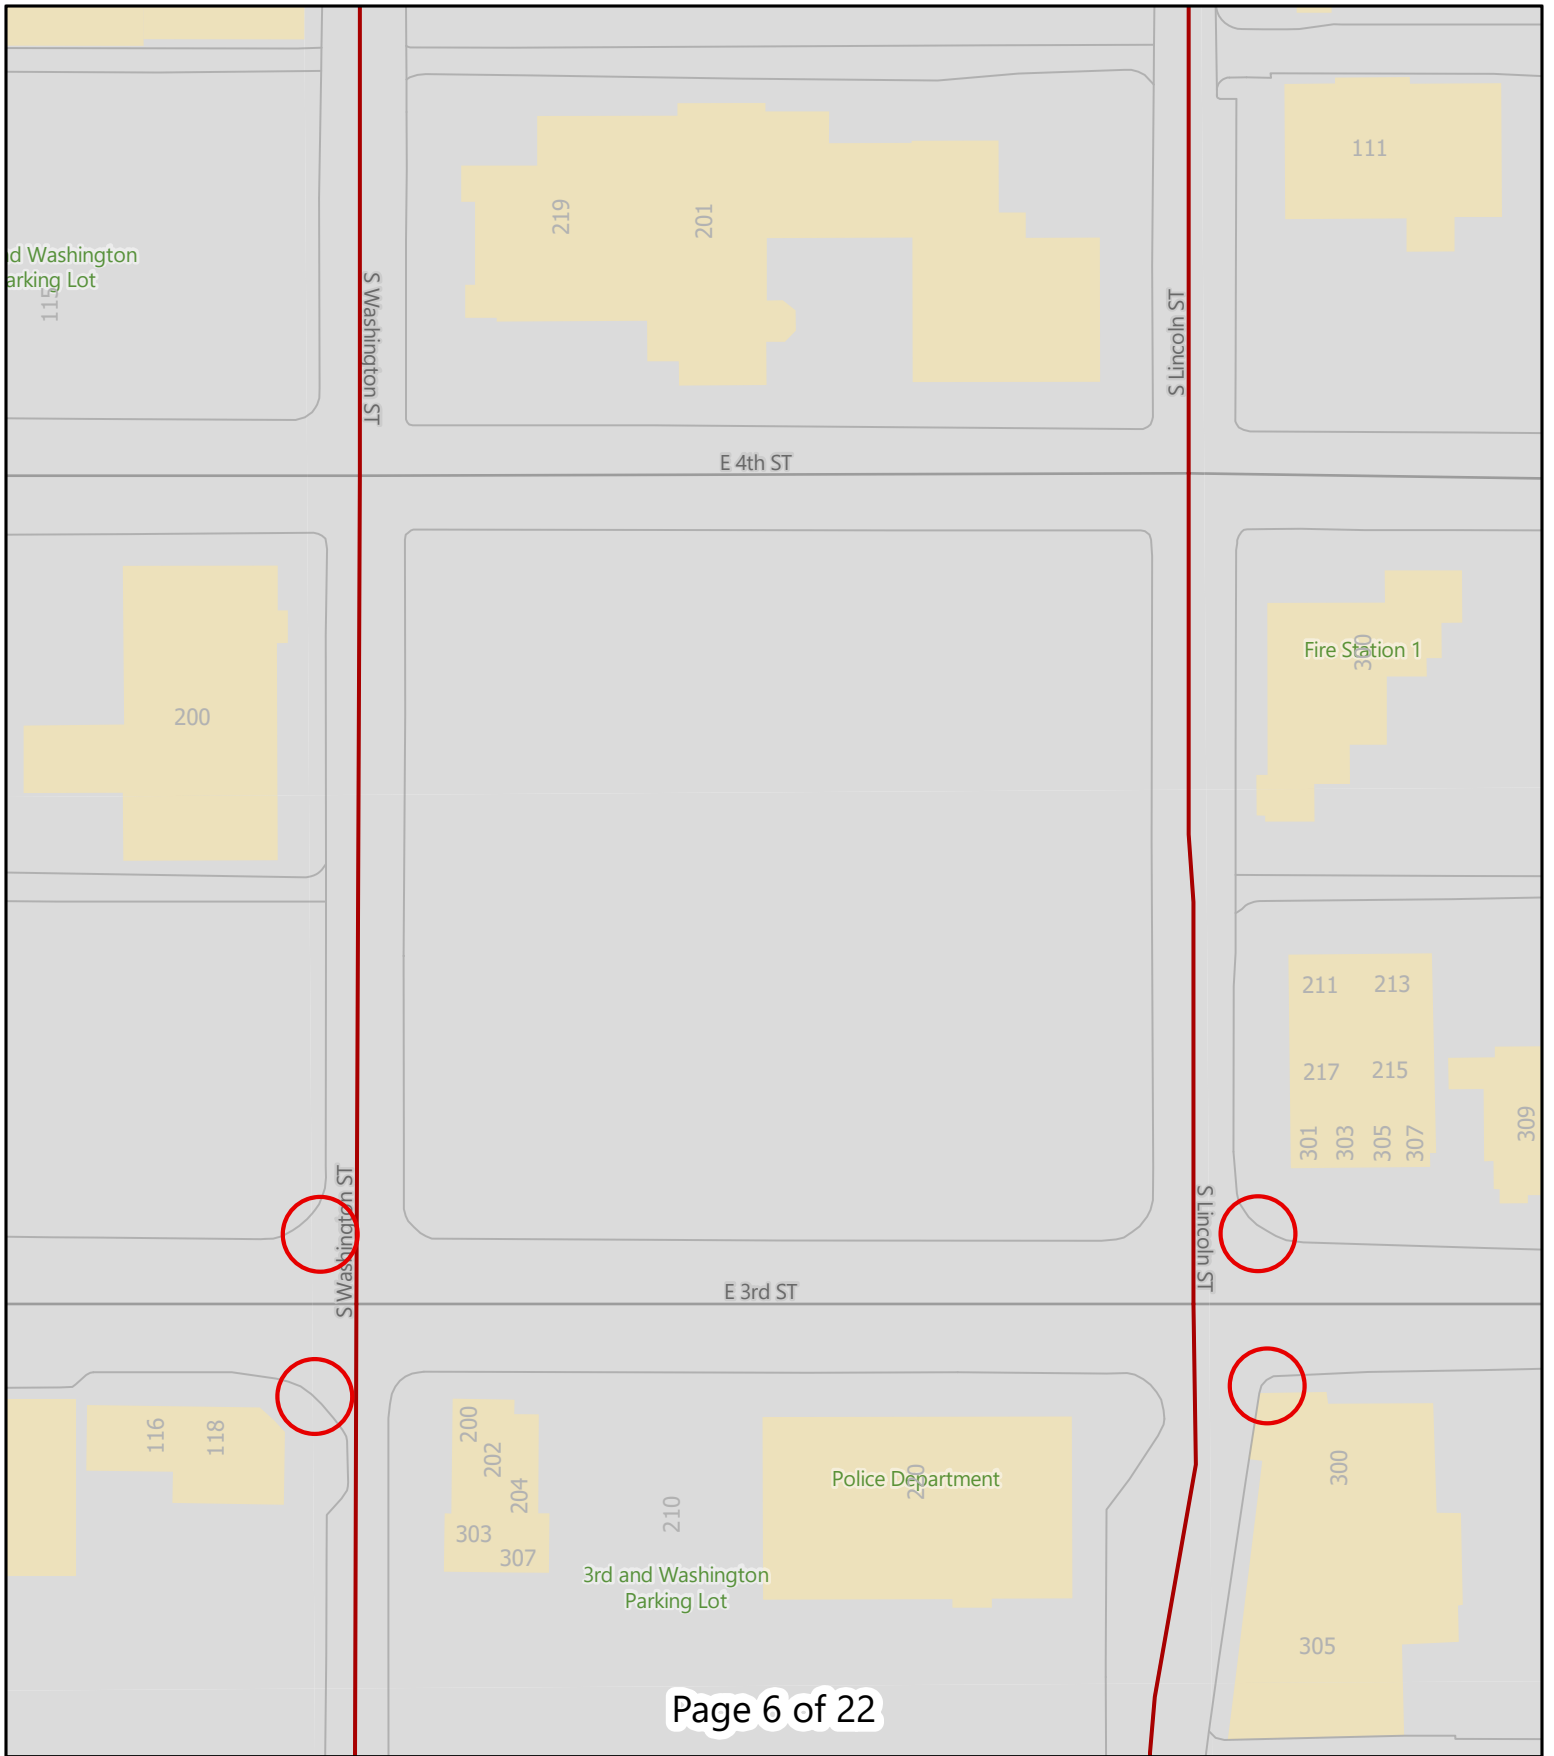 111
219
201
d Washington
arking Lot
115
S Washington ST
S Lincoln ST
E 4th ST
Fire Station 1
300
200
211 213
217 215
301 303 305 307
309
S Washington ST
S Lincoln ST
E 3rd ST
116 118
200
202
204
303
307
210
Police Department
220
300
3rd and Washington
Parking Lot
305
Page 6 of 22